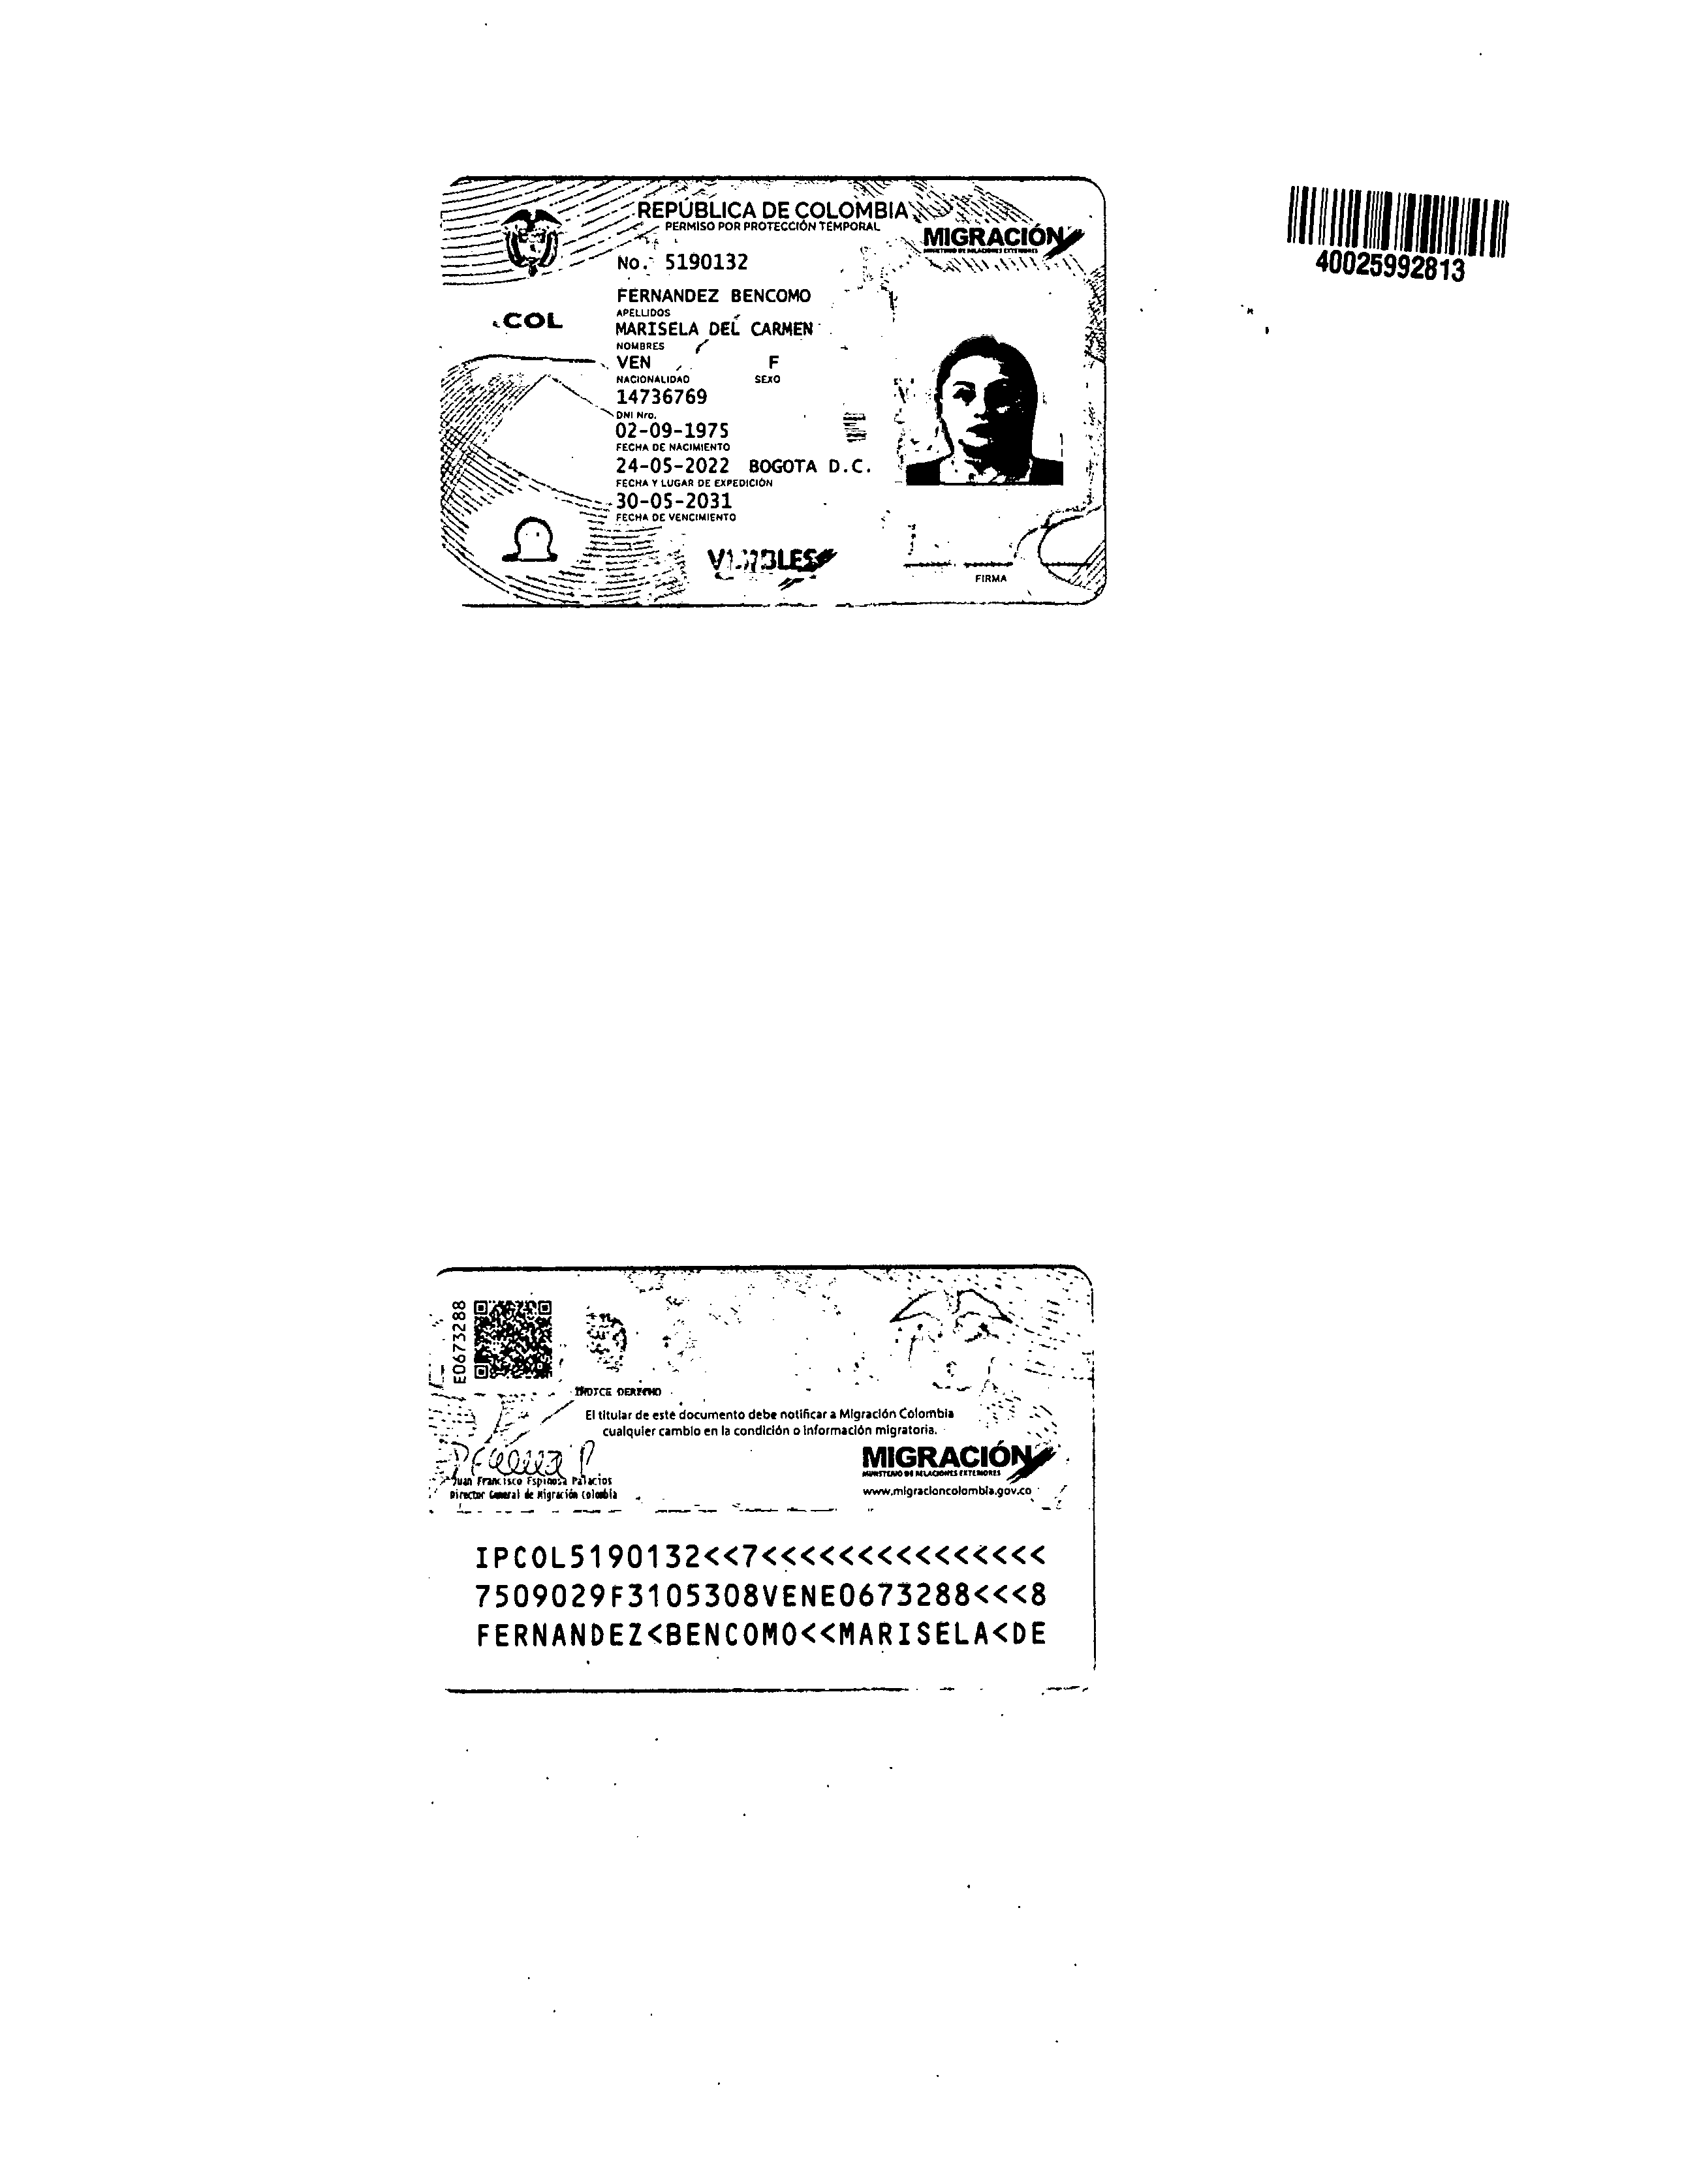 REPÚBLICA DE COLOMBIA
PERMISO POR PROTECCIÓN TEMPORAL
MIGRACIÓN
MINISTERIO DE RELACIONES EXTERIORES
40025992813
No. 5190132
FERNANDEZ BENCOMO
APELLIDOS
COL
MARISELA DEL CARMEN
NOMBRES
VEN F
NACIONALIDAD SEXO
14736769
DNI Nro.
02-09-1975
FECHA DE NACIMIENTO
24-05-2022 BOGOTA D.C.
FECHA Y LUGAR DE EXPEDICIÓN
30-05-2031
FECHA DE VENCIMIENTO
FIRMA
E0673288
ÍNDICE DERECHO
El titular de este documento debe notificar a Migración Colombia
cualquier cambio en la condición o información migratoria.
MIGRACIÓN
MINISTERIO DE RELACIONES EXTERIORES
Juan Francisco Espinosa Palacios
Director General de Migración Colombia
www.migracioncolombia.gov.co
IPCOL5190132<<7<<<<<<<<<<<<<<<
7509029F3105308VENE0673288<<<8
FERNANDEZ<BENCOMO<<MARISELA<DE